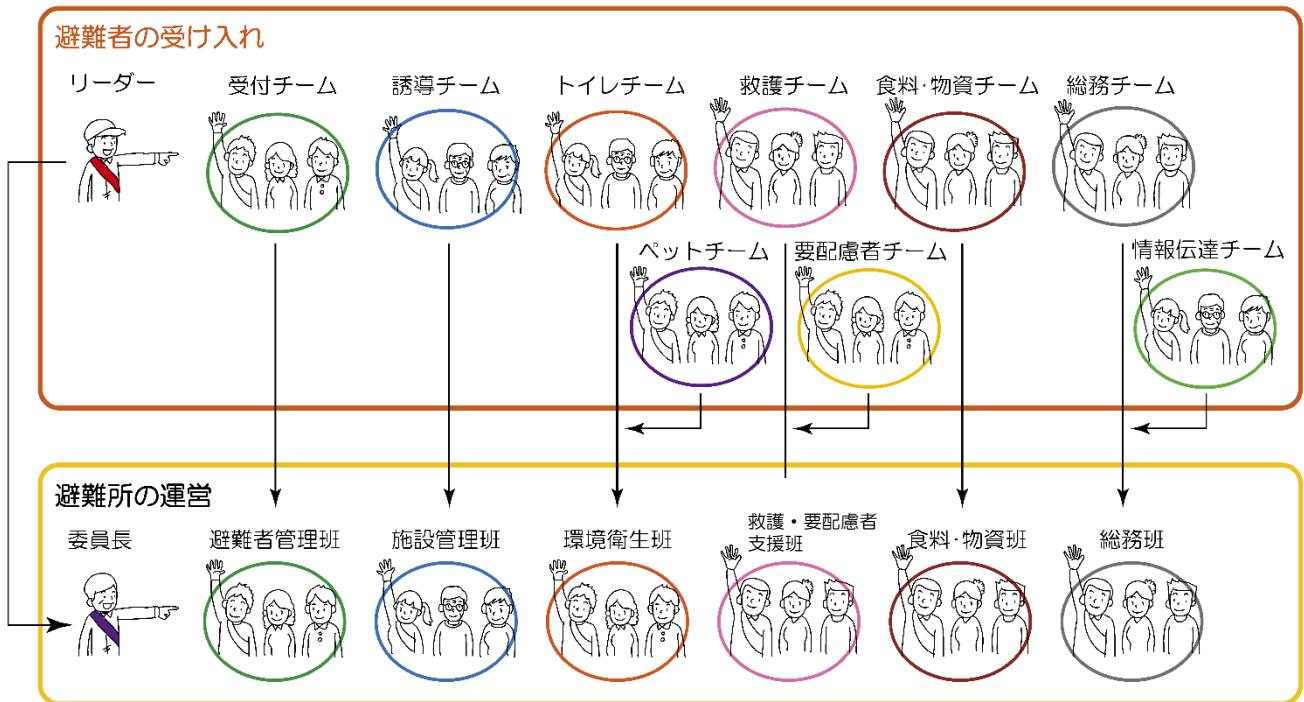 避難者の受け入れ
リーダー
受付チーム
誘導チーム
トイレチーム
救護チーム
食料・物資チーム
総務チーム
ペットチーム
要配慮者チーム
情報伝達チーム
避難所の運営
委員長
避難者管理班
施設管理班
環境衛生班
救護・要配慮者
支援班
食料・物資班
総務班